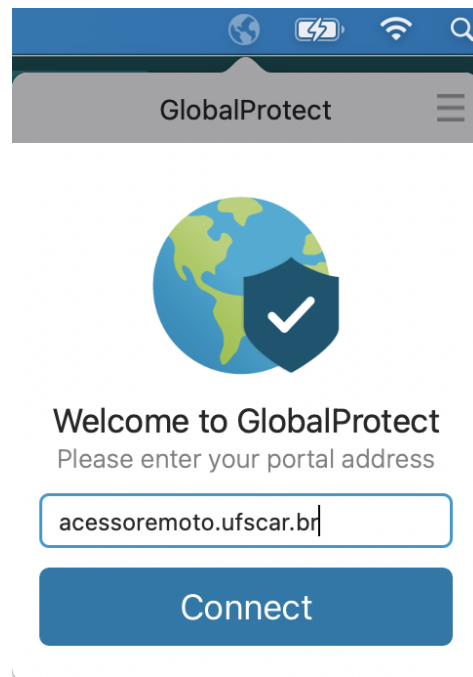 GlobalProtect
Welcome to GlobalProtect
Please enter your portal address
acessoremoto.ufscar.br
Connect